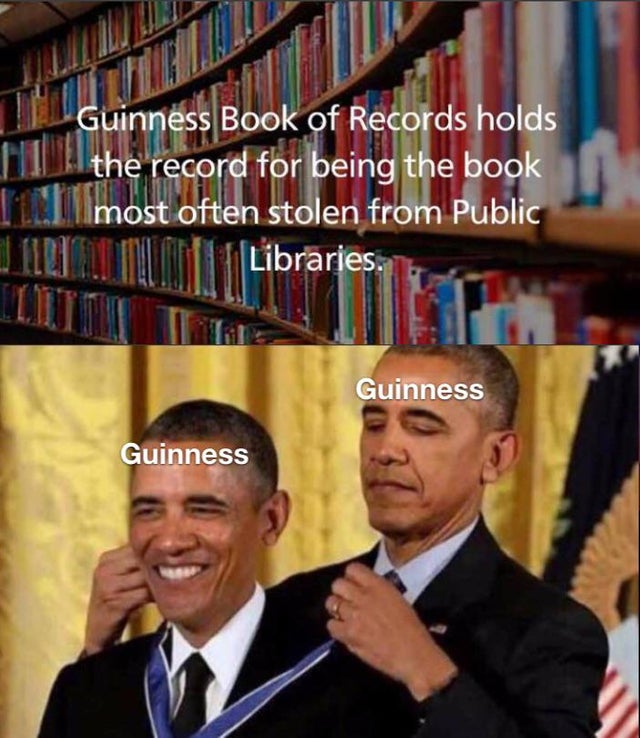 Guinness Book of Records holds
the record for being the book
most often stolen from Public
Libraries.
Guinness
Guinness